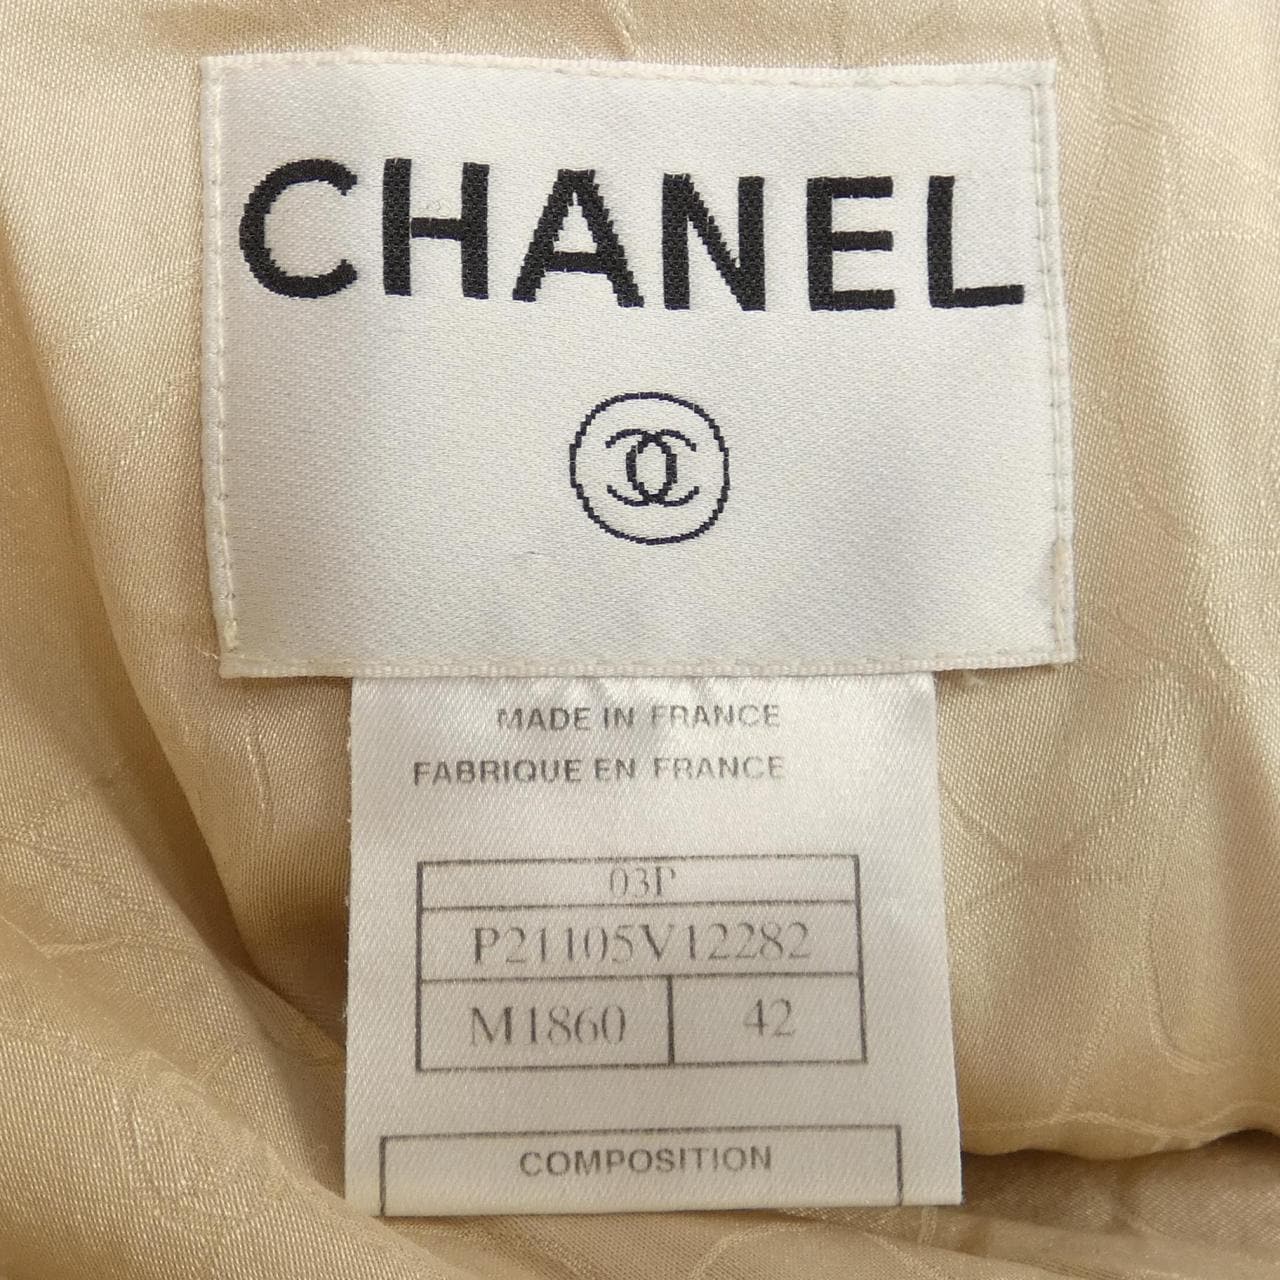 CHANEL
MADE IN FRANCE
FABRIQUE EN FRANCE
03P
P21105V12282
M1860 42
COMPOSITION